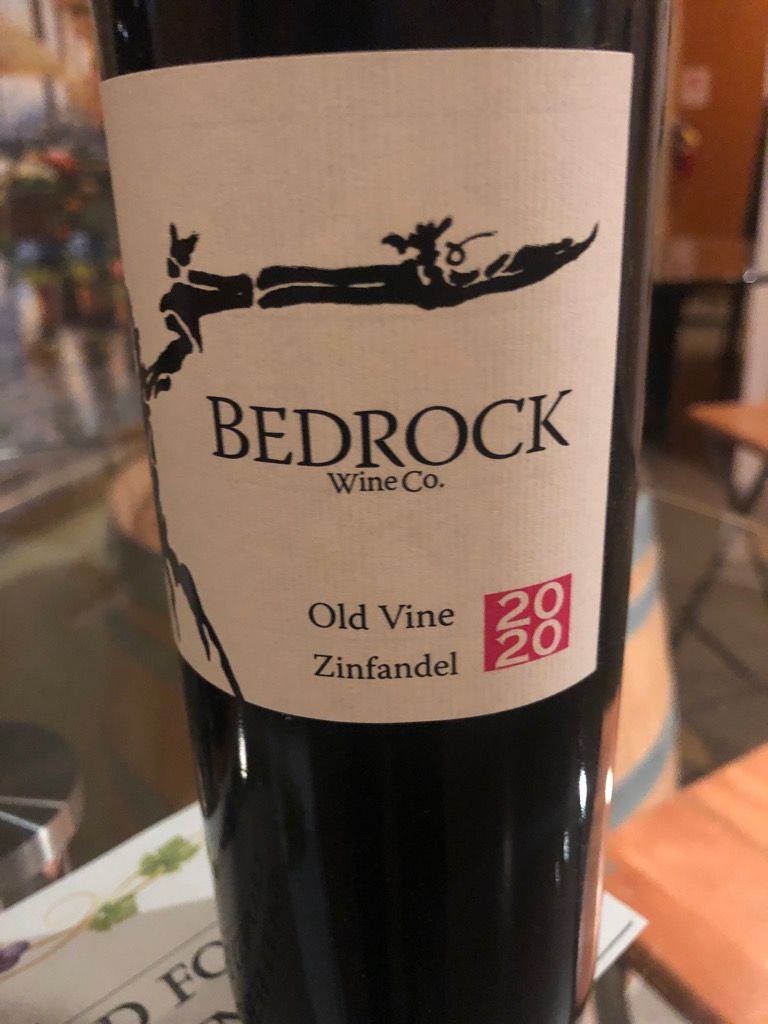 BEDROCK
Wine Co.
Old Vine
Zinfandel
20
20